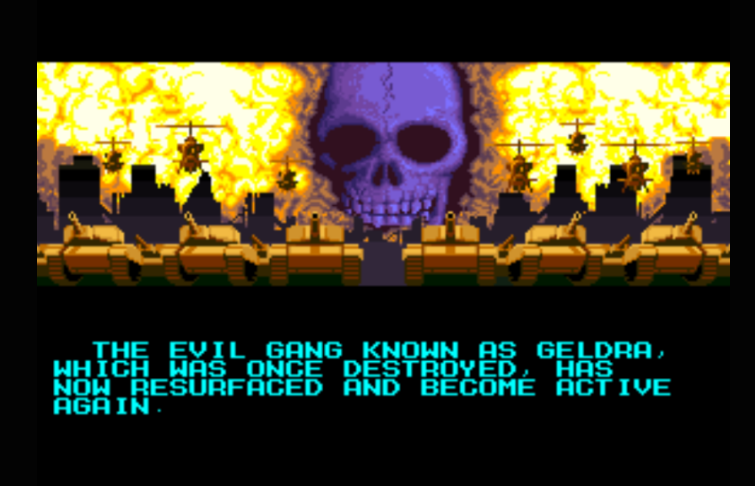 THE EVIL GANG KNOWN AS GELDRA,
WHICH WAS ONCE DESTROYED, HAS
NOW RESURFACED AND BECOME ACTIVE
AGAIN.